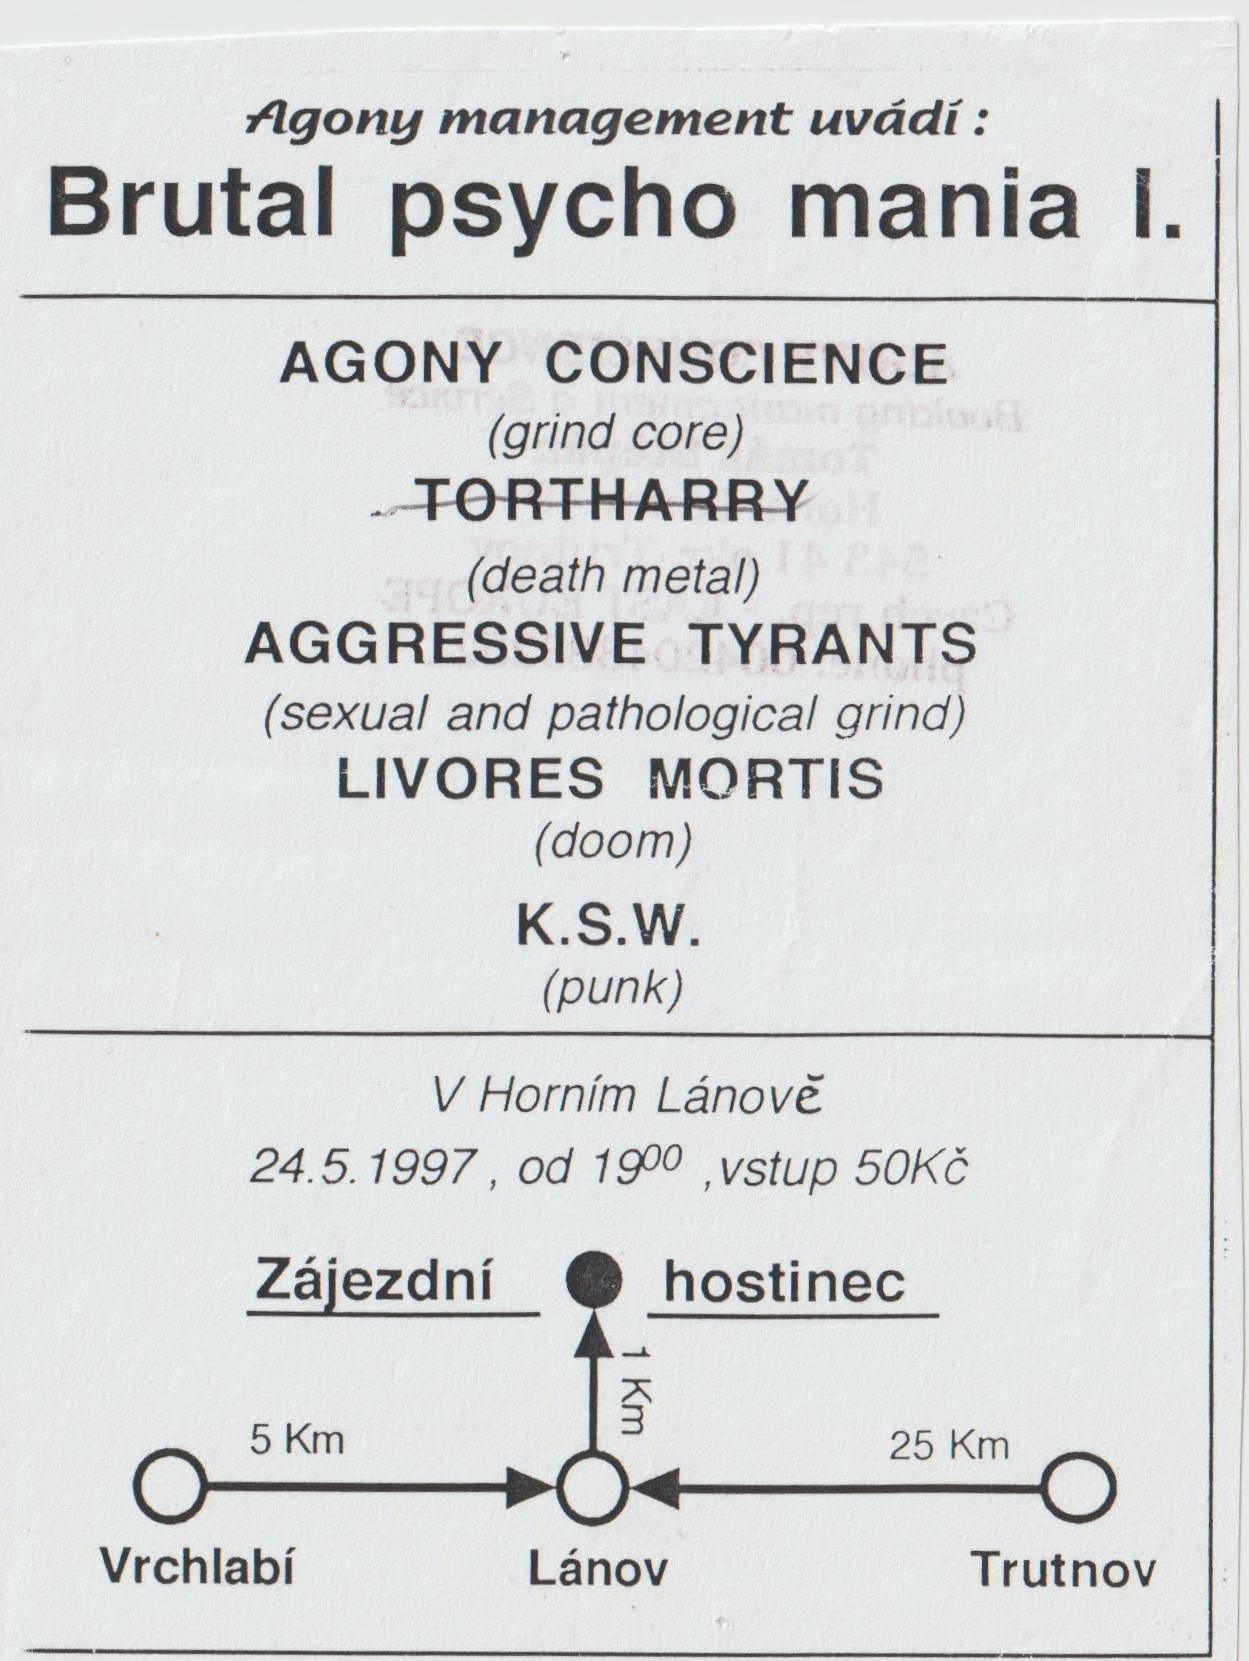 Agony management uvádí :
Brutal psycho mania I.
AGONY CONSCIENCE
(grind core)
TORTHARRY
(death metal)
AGGRESSIVE TYRANTS
(sexual and pathological grind)
LIVORES MORTIS
(doom)
K.S.W.
(punk)
V Horním Lánově
24.5.1997 , od 19⁰⁰ ,vstup 50Kč
Zájezdní hostinec
1 Km
5 Km 25 Km
Vrchlabí Lánov Trutnov